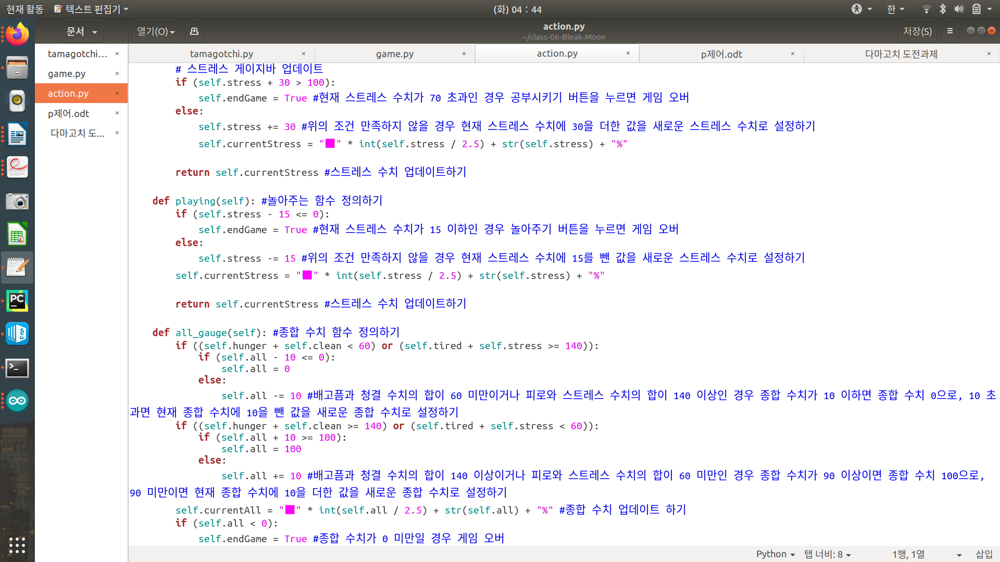 현재 활동 텍스트 편집기 (화) 04 : 44 한
문서 열기(O) action.py 저장(S)
~/class-06-Bleak-Moon
tamagotchi... ×
game.py ×
action.py ×
p제어.odt ×
다마고치 도... ×
tamagotchi.py × game.py × action.py × p제어.odt × 다마고치 도전과제 ×
# 스트레스 게이지바 업데이트
if (self.stress + 30 > 100):
self.endGame = True #현재 스트레스 수치가 70 초과인 경우 공부시키기 버튼을 누르면 게임 오버
else:
self.stress += 30 #위의 조건 만족하지 않을 경우 현재 스트레스 수치에 30을 더한 값을 새로운 스트레스 수치로 설정하기
self.currentStress = "■" * int(self.stress / 2.5) + str(self.stress) + "%"
return self.currentStress #스트레스 수치 업데이트하기
def playing(self): #놀아주는 함수 정의하기
if (self.stress - 15 <= 0):
self.endGame = True #현재 스트레스 수치가 15 이하인 경우 놀아주기 버튼을 누르면 게임 오버
else:
self.stress -= 15 #위의 조건 만족하지 않을 경우 현재 스트레스 수치에 15를 뺀 값을 새로운 스트레스 수치로 설정하기
self.currentStress = "■" * int(self.stress / 2.5) + str(self.stress) + "%"
return self.currentStress #스트레스 수치 업데이트하기
def all_gauge(self): #종합 수치 함수 정의하기
if ((self.hunger + self.clean < 60) or (self.tired + self.stress >= 140)):
if (self.all - 10 <= 0):
self.all = 0
else:
self.all -= 10 #배고픔과 청결 수치의 합이 60 미만이거나 피로와 스트레스 수치의 합이 140 이상인 경우 종합 수치가 10 이하면 종합 수치 0으로, 10 초
과면 현재 종합 수치에 10을 뺀 값을 새로운 종합 수치로 설정하기
if ((self.hunger + self.clean >= 140) or (self.tired + self.stress < 60)):
if (self.all + 10 >= 100):
self.all = 100
else:
self.all += 10 #배고픔과 청결 수치의 합이 140 이상이거나 피로와 스트레스 수치의 합이 60 미만인 경우 종합 수치가 90 이상이면 종합 수치 100으로,
90 미만이면 현재 종합 수치에 10을 더한 값을 새로운 종합 수치로 설정하기
self.currentAll = "■" * int(self.all / 2.5) + str(self.all) + "%" #종합 수치 업데이트 하기
if (self.all < 0):
self.endGame = True #종합 수치가 0 미만일 경우 게임 오버
Python 탭 너비: 8 1행, 1열 삽입
PC